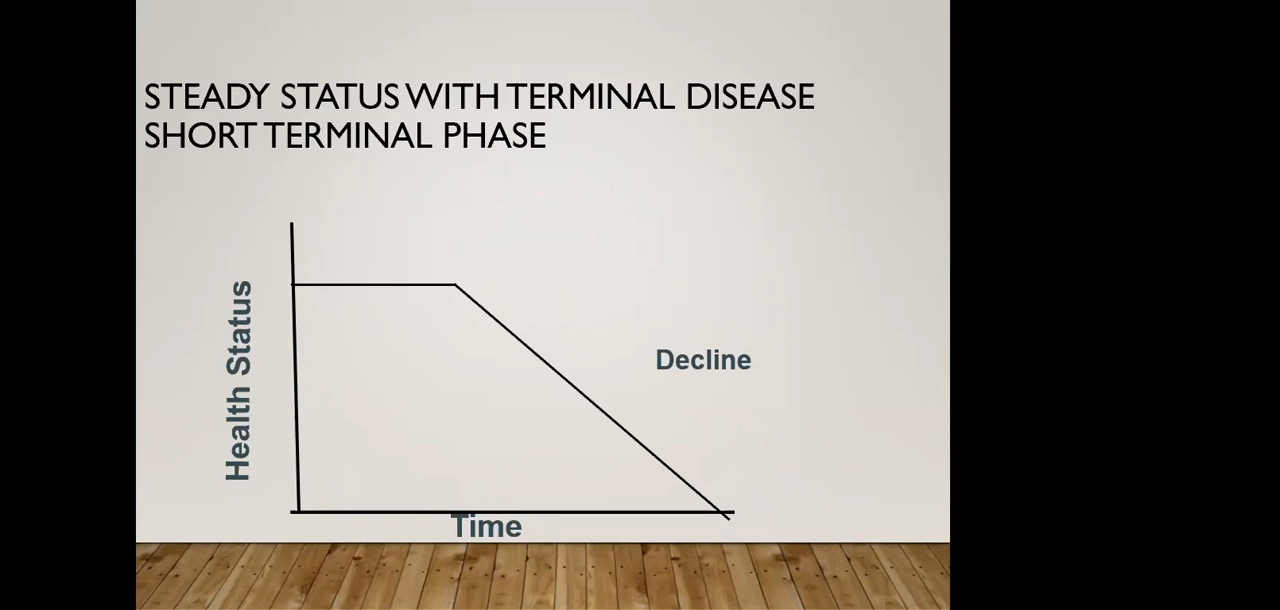 STEADY STATUS WITH TERMINAL DISEASE
SHORT TERMINAL PHASE
Health Status
Decline
Time